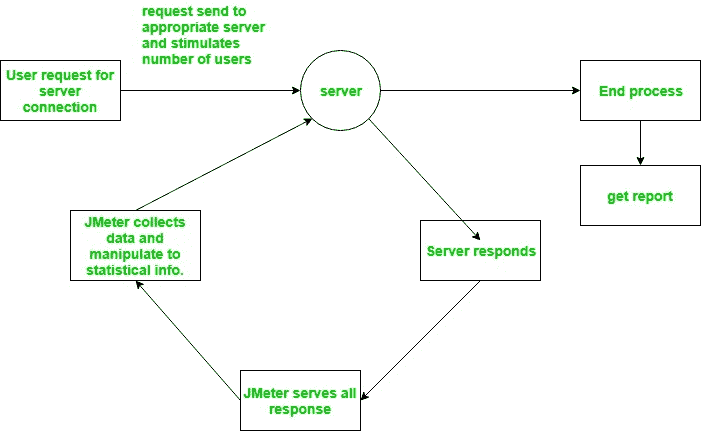 request send to
appropriate server
and stimulates
number of users
User request for
server
connection
server
End process
get report
JMeter collects
data and
manipulate to
statistical info.
Server responds
JMeter serves all
response